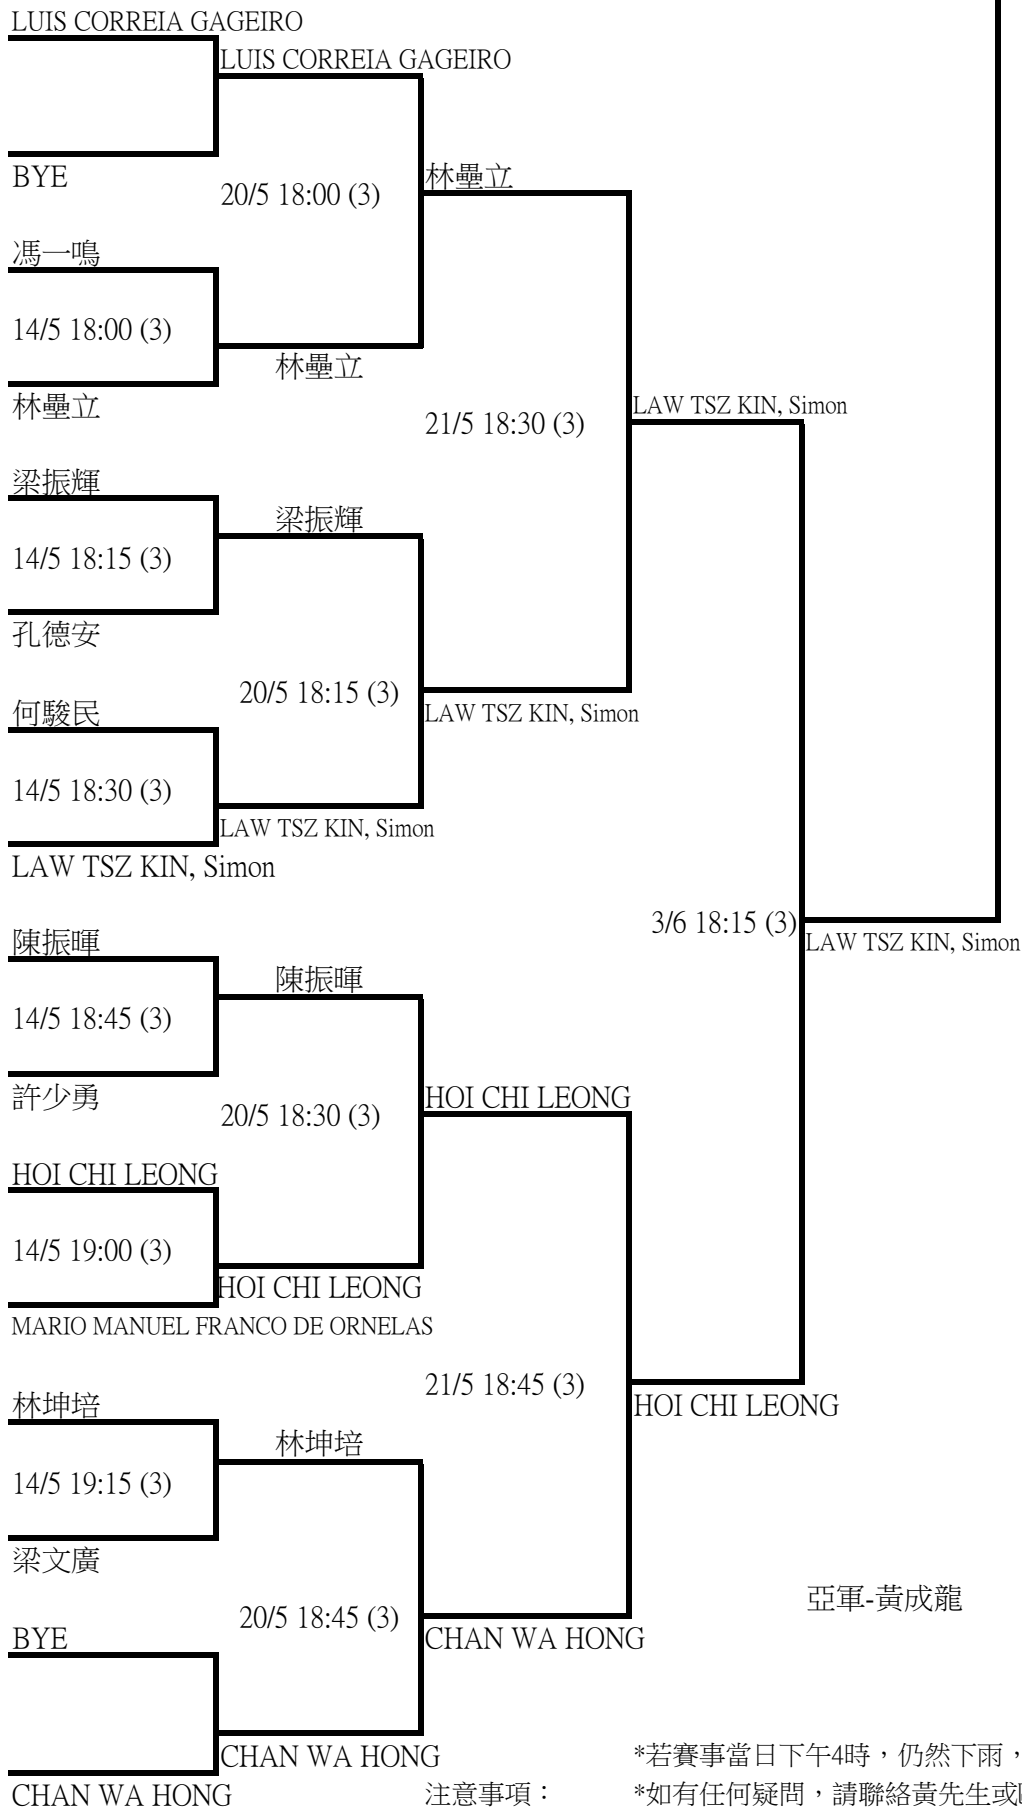 LUIS CORREIA GAGEIRO
LUIS CORREIA GAGEIRO
BYE
20/5 18:00 (3)
林壘立
馮一鳴
14/5 18:00 (3)
林壘立
林壘立
21/5 18:30 (3)
LAW TSZ KIN, Simon
梁振輝
梁振輝
14/5 18:15 (3)
孔德安
20/5 18:15 (3)
LAW TSZ KIN, Simon
何駿民
14/5 18:30 (3)
LAW TSZ KIN, Simon
LAW TSZ KIN, Simon
3/6 18:15 (3)
LAW TSZ KIN, Simon
陳振暉
陳振暉
14/5 18:45 (3)
許少勇
20/5 18:30 (3)
HOI CHI LEONG
HOI CHI LEONG
14/5 19:00 (3)
HOI CHI LEONG
MARIO MANUEL FRANCO DE ORNELAS
21/5 18:45 (3)
HOI CHI LEONG
林坤培
林坤培
14/5 19:15 (3)
梁文廣
亞軍-黃成龍
20/5 18:45 (3)
CHAN WA HONG
BYE
CHAN WA HONG
*若賽事當日下午4時，仍然下雨，
CHAN WA HONG
注意事項：
*如有任何疑問，請聯絡黃先生或